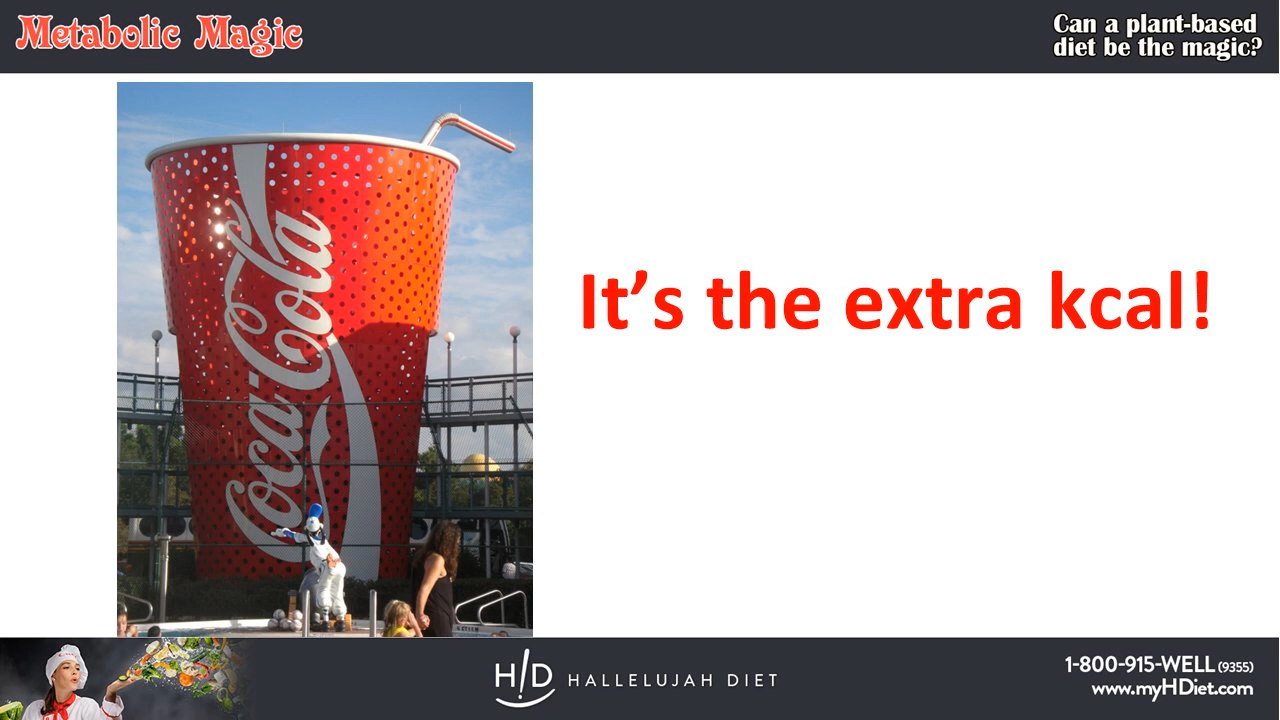 Metabolic Magic
Can a plant-based
diet be the magic?
Coca-Cola
It’s the extra kcal!
H!D HALLELUJAH DIET
1-800-915-WELL (9355)
www.myHDiet.com